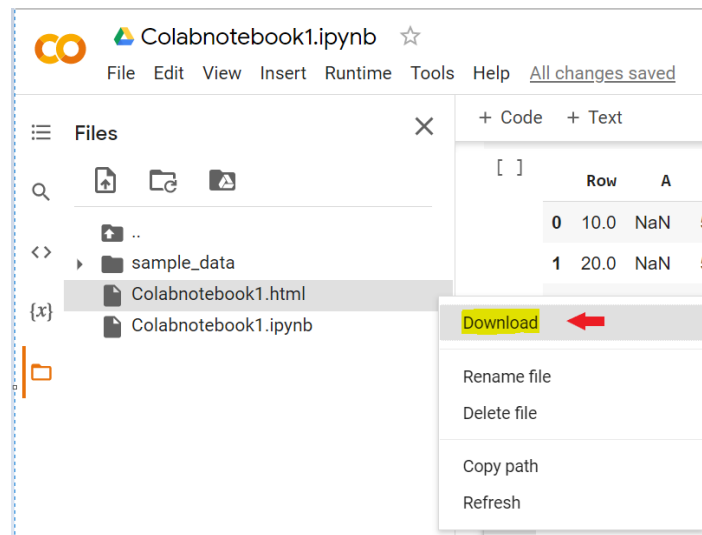 Colabnotebook1.ipynb
File Edit View Insert Runtime Tools Help All changes saved
Files
+ Code + Text
[ ]
Row A
0 10.0 NaN
1 20.0 NaN
..
sample_data
Colabnotebook1.html
Colabnotebook1.ipynb
{x}
Download
Rename file
Delete file
Copy path
Refresh